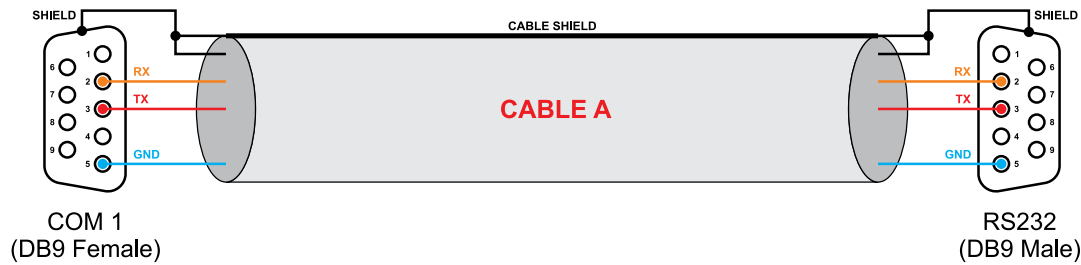 SHIELD
CABLE SHIELD
SHIELD
1
6
RX
2
7
TX
3
8
4
9
GND
5
CABLE A
1
6
RX
2
7
TX
3
8
4
9
GND
5
COM 1
(DB9 Female)
RS232
(DB9 Male)